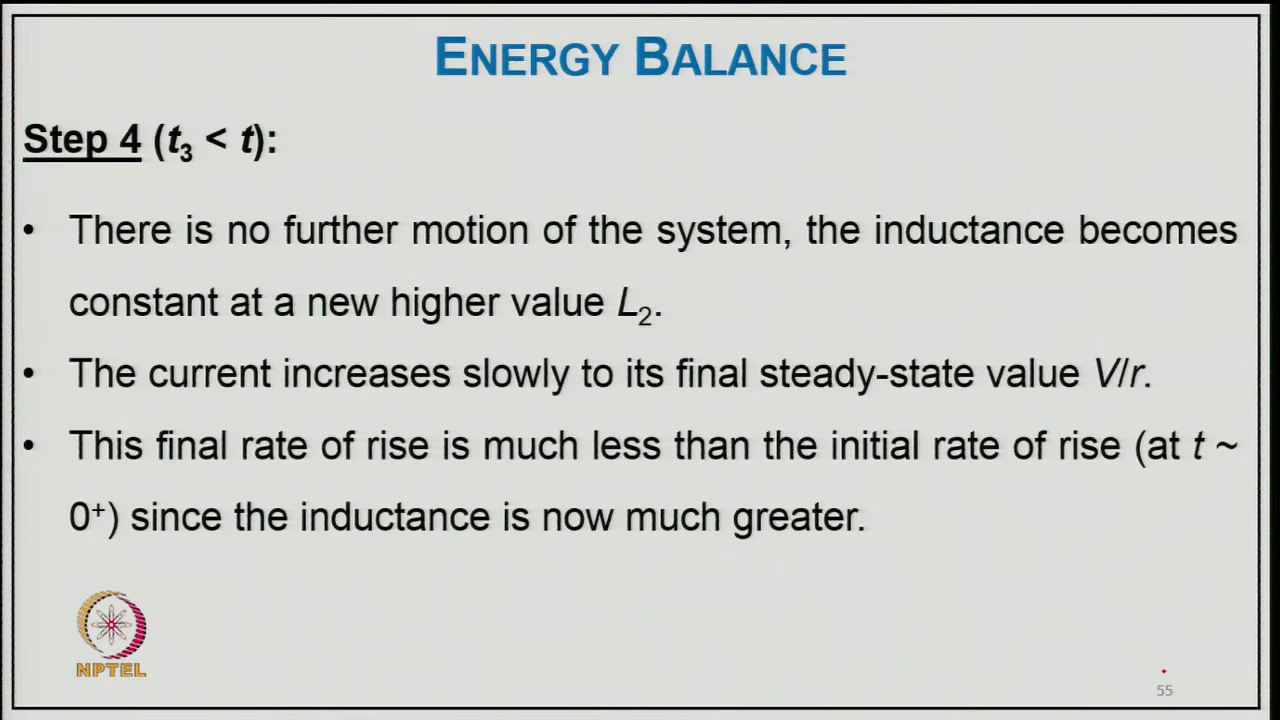 ENERGY BALANCE
Step 4 (t₃ < t):
• There is no further motion of the system, the inductance becomes
constant at a new higher value L₂.
• The current increases slowly to its final steady-state value V/r.
• This final rate of rise is much less than the initial rate of rise (at t ~
0⁺) since the inductance is now much greater.
NPTEL
55